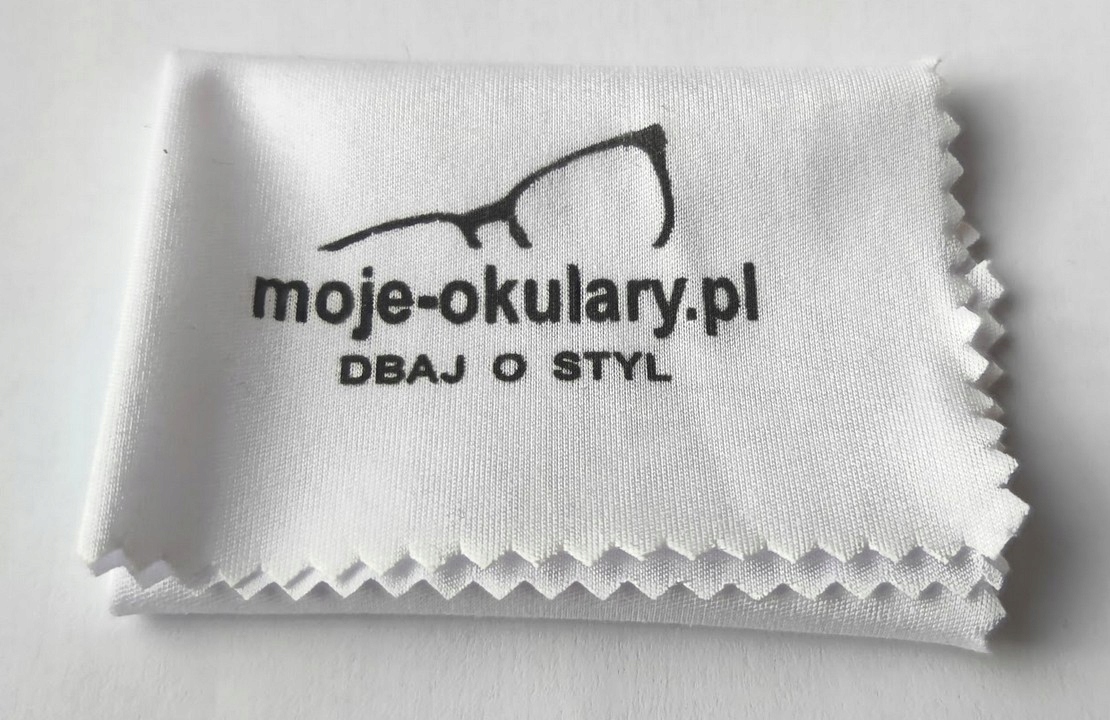 moje-okulary.pl
DBAJ O STYL